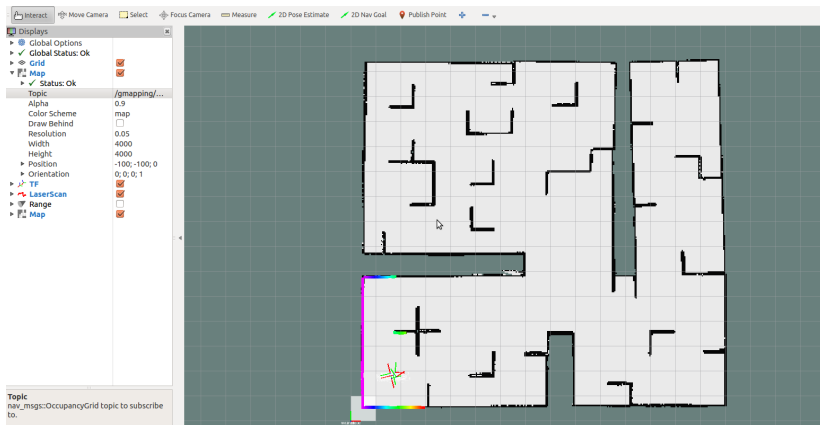 Interact Move Camera Select Focus Camera Measure 2D Pose Estimate 2D Nav Goal Publish Point
Displays
Global Options
Global Status: Ok
Grid
Map
Status: Ok
Topic /gmapping/...
Alpha 0.9
Color Scheme map
Draw Behind
Resolution 0.05
Width 4000
Height 4000
Position -100; -100; 0
Orientation 0; 0; 0; 1
TF
LaserScan
Range
Map
Topic
nav_msgs::OccupancyGrid topic to subscribe
to.